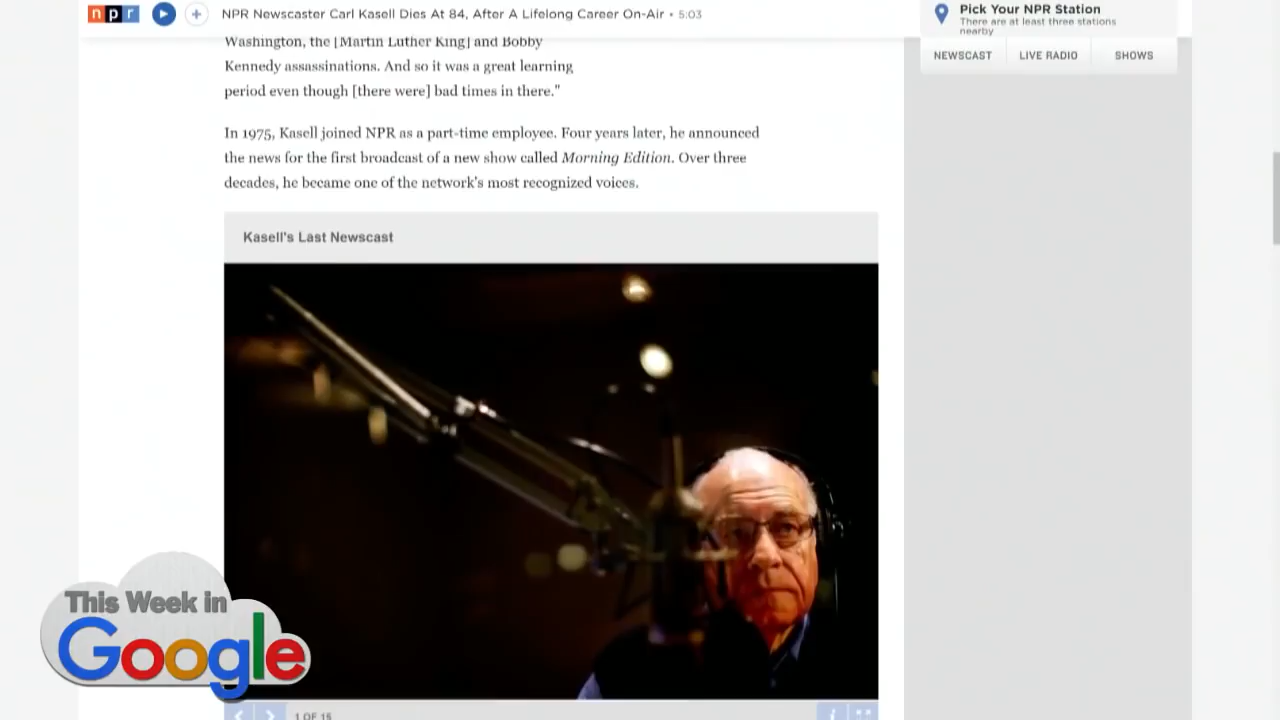 npr
NPR Newscaster Carl Kasell Dies At 84, After A Lifelong Career On-Air • 5:03
Pick Your NPR Station
There are at least three stations
nearby
NEWSCAST LIVE RADIO SHOWS
Washington, the [Martin Luther King] and Bobby
Kennedy assassinations. And so it was a great learning
period even though [there were] bad times in there."
In 1975, Kasell joined NPR as a part-time employee. Four years later, he announced
the news for the first broadcast of a new show called Morning Edition. Over three
decades, he became one of the network's most recognized voices.
Kasell's Last Newscast
This Week in
Google
1 OF 15